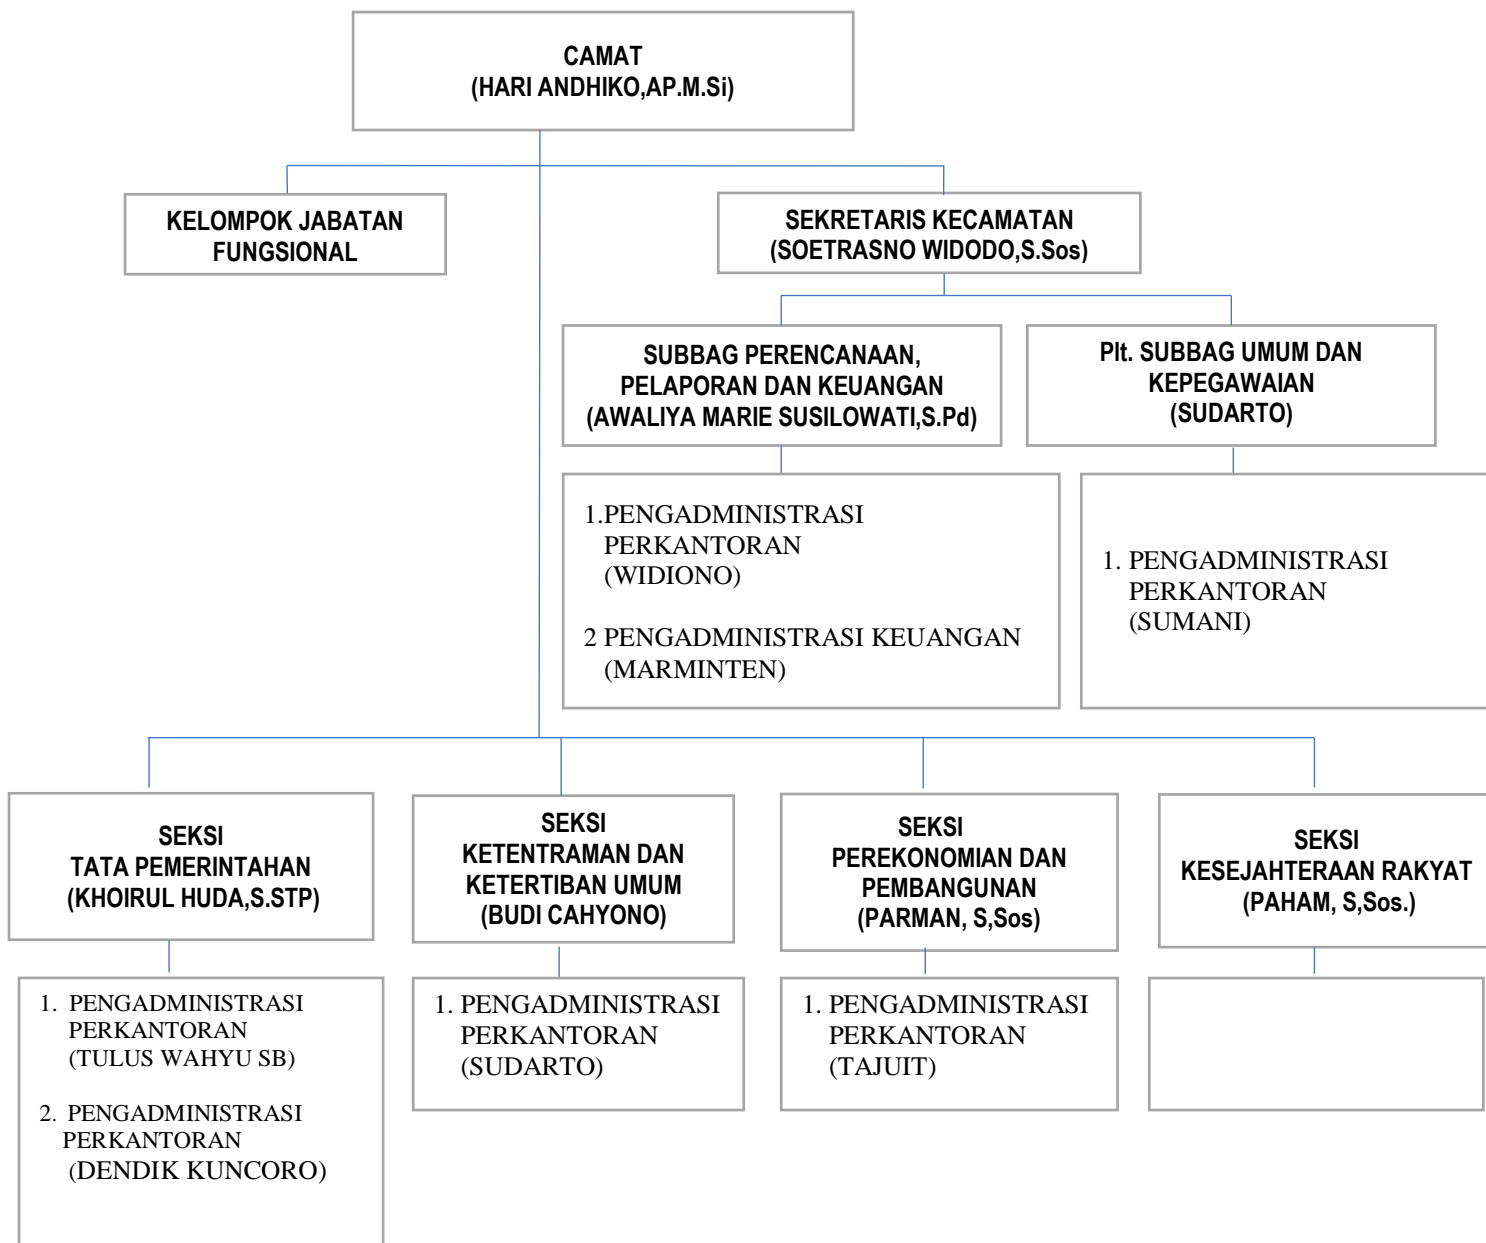 CAMAT
(HARI ANDHIKO,AP.M.Si)
KELOMPOK JABATAN
FUNGSIONAL
SEKRETARIS KECAMATAN
(SOETRASNO WIDODO,S.Sos)
SUBBAG PERENCANAAN,
PELAPORAN DAN KEUANGAN
(AWALIYA MARIE SUSILOWATI,S.Pd)
Plt. SUBBAG UMUM DAN
KEPEGAWAIAN
(SUDARTO)
1.PENGADMINISTRASI
PERKANTORAN
(WIDIONO)
2 PENGADMINISTRASI KEUANGAN
(MARMINTEN)
1. PENGADMINISTRASI
PERKANTORAN
(SUMANI)
SEKSI
TATA PEMERINTAHAN
(KHOIRUL HUDA,S.STP)
SEKSI
KETENTRAMAN DAN
KETERTIBAN UMUM
(BUDI CAHYONO)
SEKSI
PEREKONOMIAN DAN
PEMBANGUNAN
(PARMAN, S,Sos)
SEKSI
KESEJAHTERAAN RAKYAT
(PAHAM, S,Sos.)
1. PENGADMINISTRASI
PERKANTORAN
(TULUS WAHYU SB)
2. PENGADMINISTRASI
PERKANTORAN
(DENDIK KUNCORO)
1. PENGADMINISTRASI
PERKANTORAN
(SUDARTO)
1. PENGADMINISTRASI
PERKANTORAN
(TAJUIT)